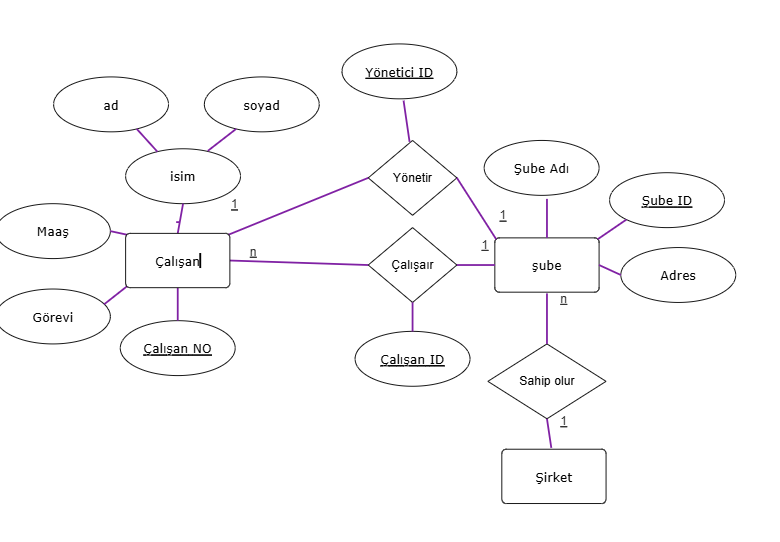 Yönetici ID
ad
soyad
isim
Yönetir
Şube Adı
Şube ID
1
1
Maaş
Çalışan
n
Çalışaır
1
şube
Adres
Görevi
n
Çalışan NO
Çalışan ID
Sahip olur
1
Şirket